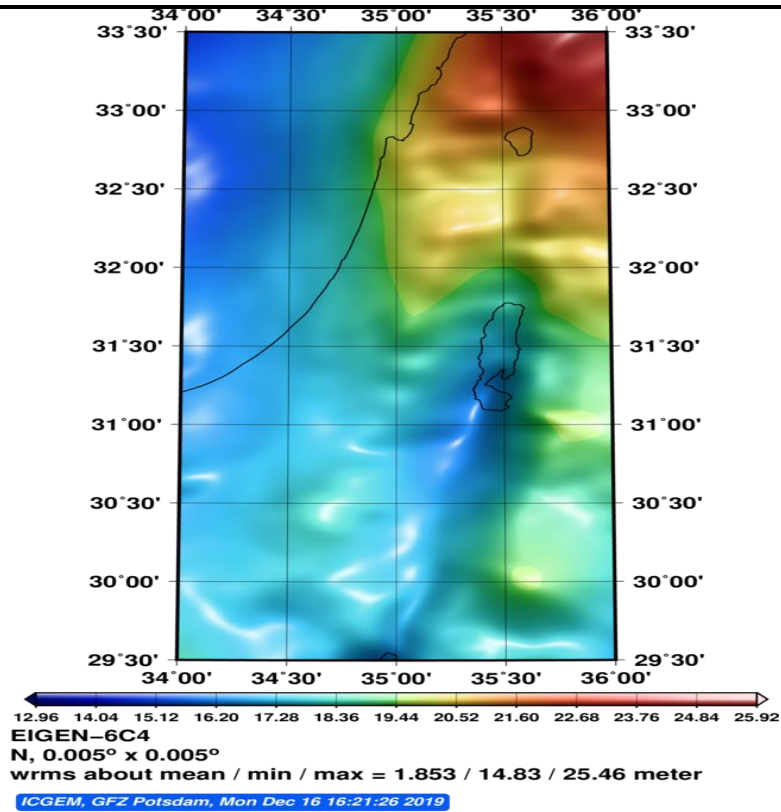 34˚00' 34˚30' 35˚00' 35˚30' 36˚00'
33˚30' 33˚30'
33˚00' 33˚00'
32˚30' 32˚30'
32˚00' 32˚00'
31˚30' 31˚30'
31˚00' 31˚00'
30˚30' 30˚30'
30˚00' 30˚00'
29˚30' 29˚30'
34˚00' 34˚30' 35˚00' 35˚30' 36˚00'
12.96 14.04 15.12 16.20 17.28 18.36 19.44 20.52 21.60 22.68 23.76 24.84 25.92
EIGEN−6C4
N, 0.005° x 0.005°
wrms about mean / min / max = 1.853 / 14.83 / 25.46 meter
ICGEM, GFZ Potsdam, Mon Dec 16 16:21:26 2019